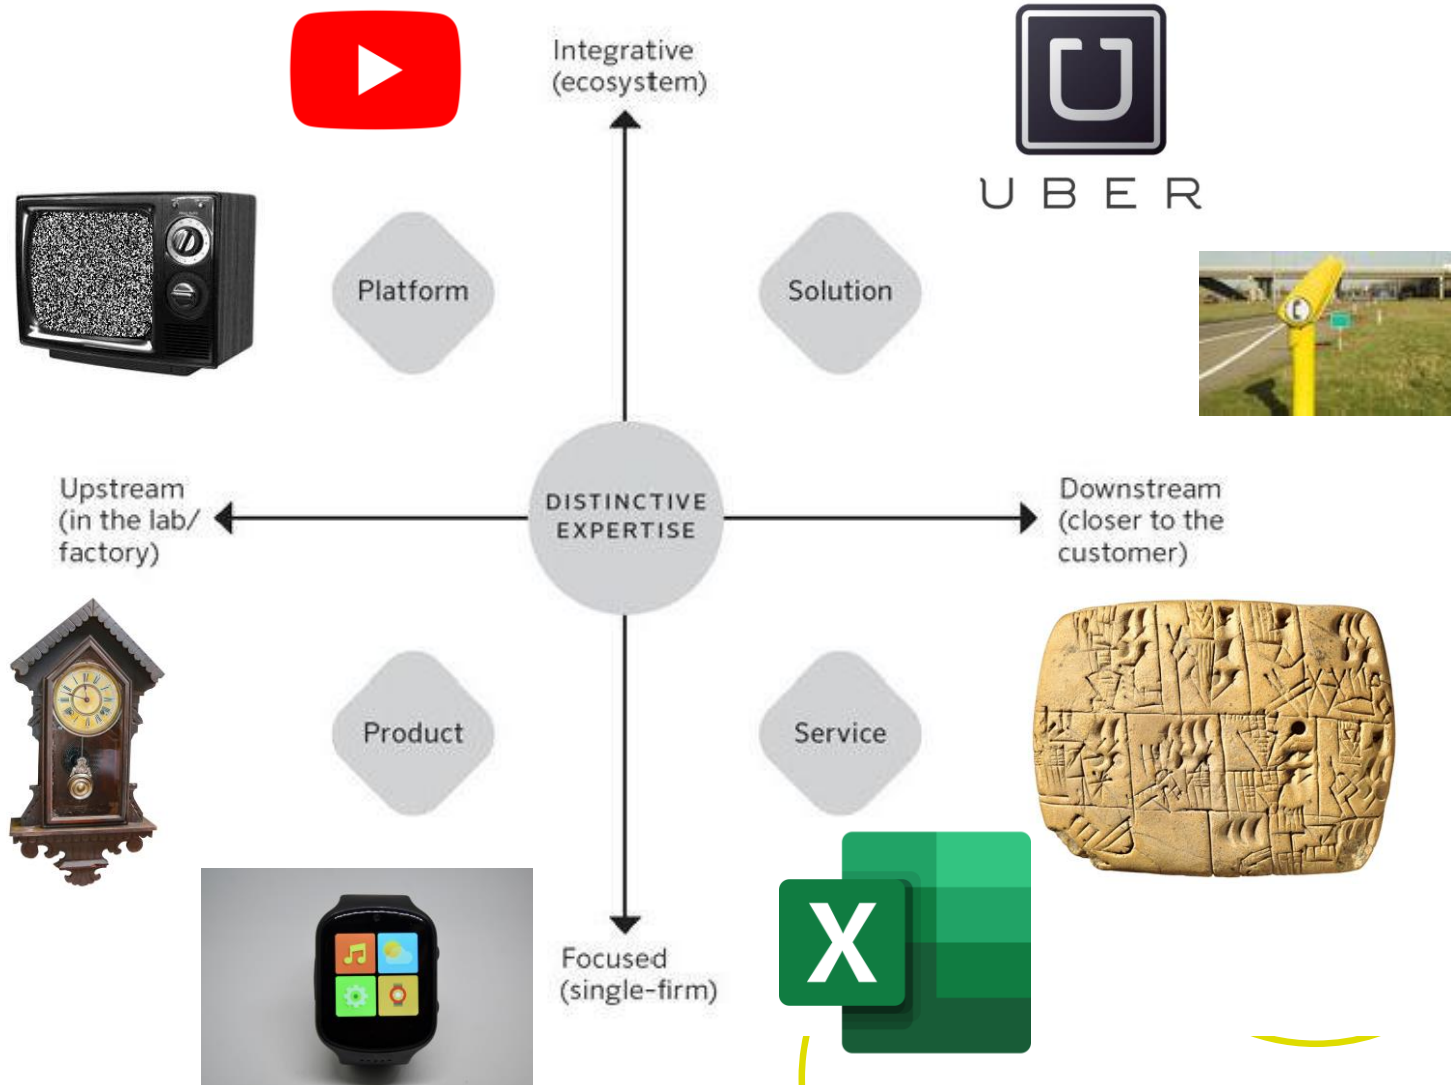 Integrative
(ecosystem)
UBER
Platform
Solution
Upstream
(in the lab/
factory)
DISTINCTIVE
EXPERTISE
Downstream
(closer to the
customer)
Product
Service
X
Focused
(single-firm)